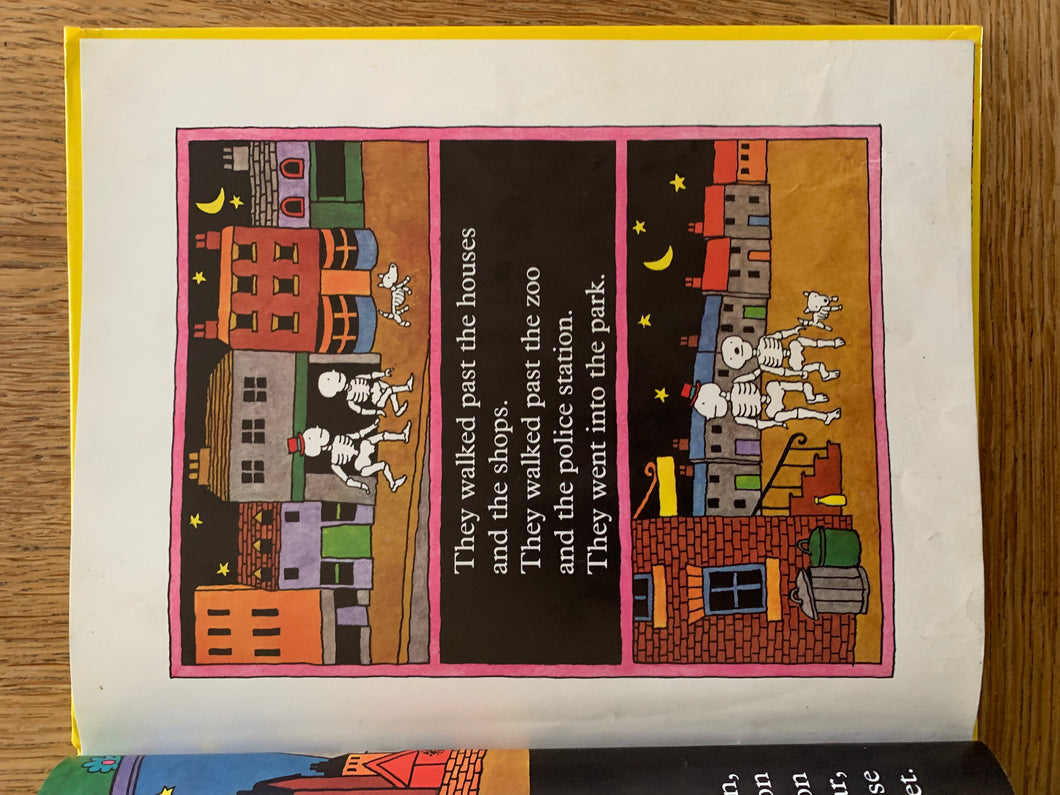 They walked past the houses
and the shops.
They walked past the zoo
and the police station.
They went into the park.